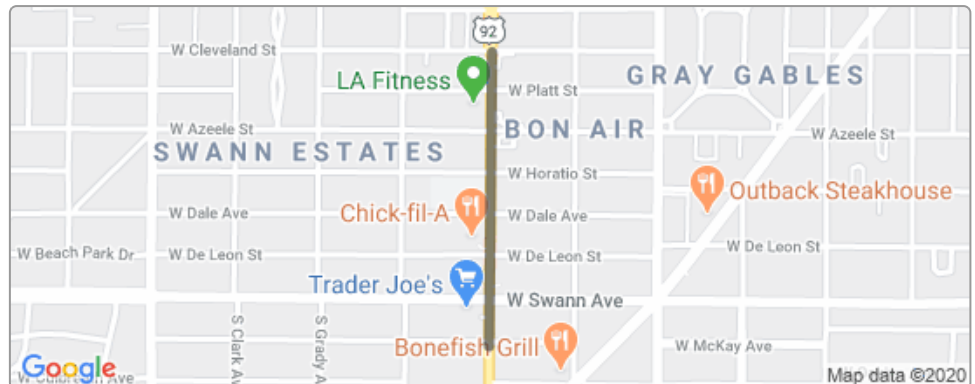 92
W Cleveland St
LA Fitness
W Platt St
GRAY GABLES
W Azeele St
BON AIR
W Azeele St
SWANN ESTATES
W Horatio St
Outback Steakhouse
Chick-fil-A
W Dale Ave
W Dale Ave
W Beach Park Dr
W De Leon St
W De Leon St
W De Leon St
Trader Joe's
W Swann Ave
S Clark Av
S Grady A
Bonefish Grill
W McKay Ave
Google
Ave
Map data ©2020